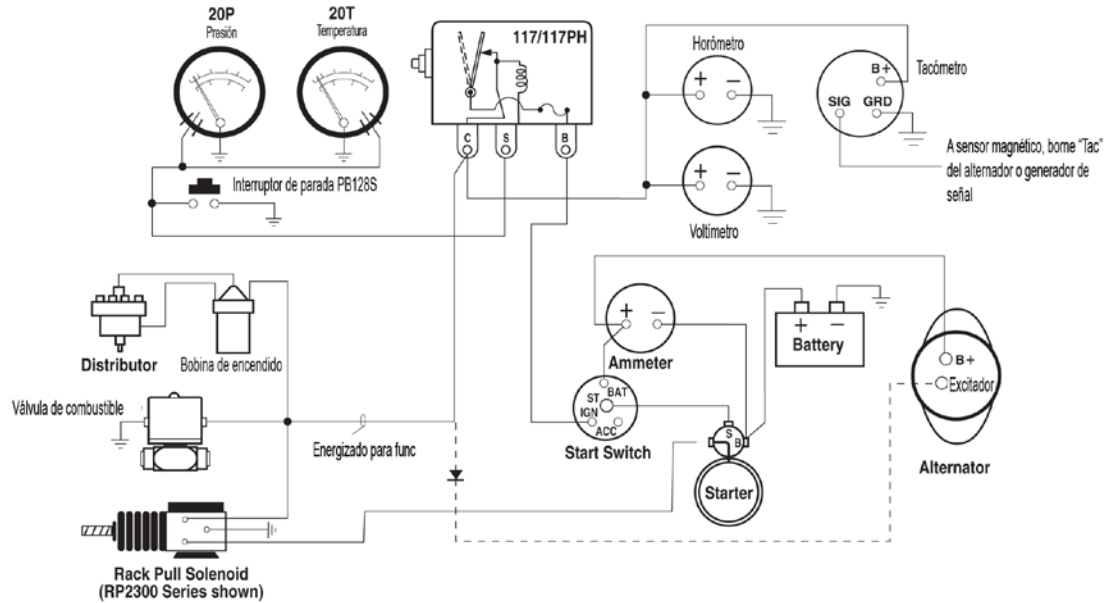 20P
Presión
20T
Temperatura
117/117PH
C
S
B
Interruptor de parada PB128S
Horómetro
+ −
Voltímetro
+ −
Tacómetro
B+
SIG GRD
A sensor magnético, borne "Tac"
del alternador o generador de
señal
Distributor
Bobina de encendido
Válvula de combustible
Energizado para func
Rack Pull Solenoid
(RP2300 Series shown)
+ −
Ammeter
ST BAT
IGN
ACC
Start Switch
S
B
Starter
+ −
Battery
B+
Excitador
Alternator